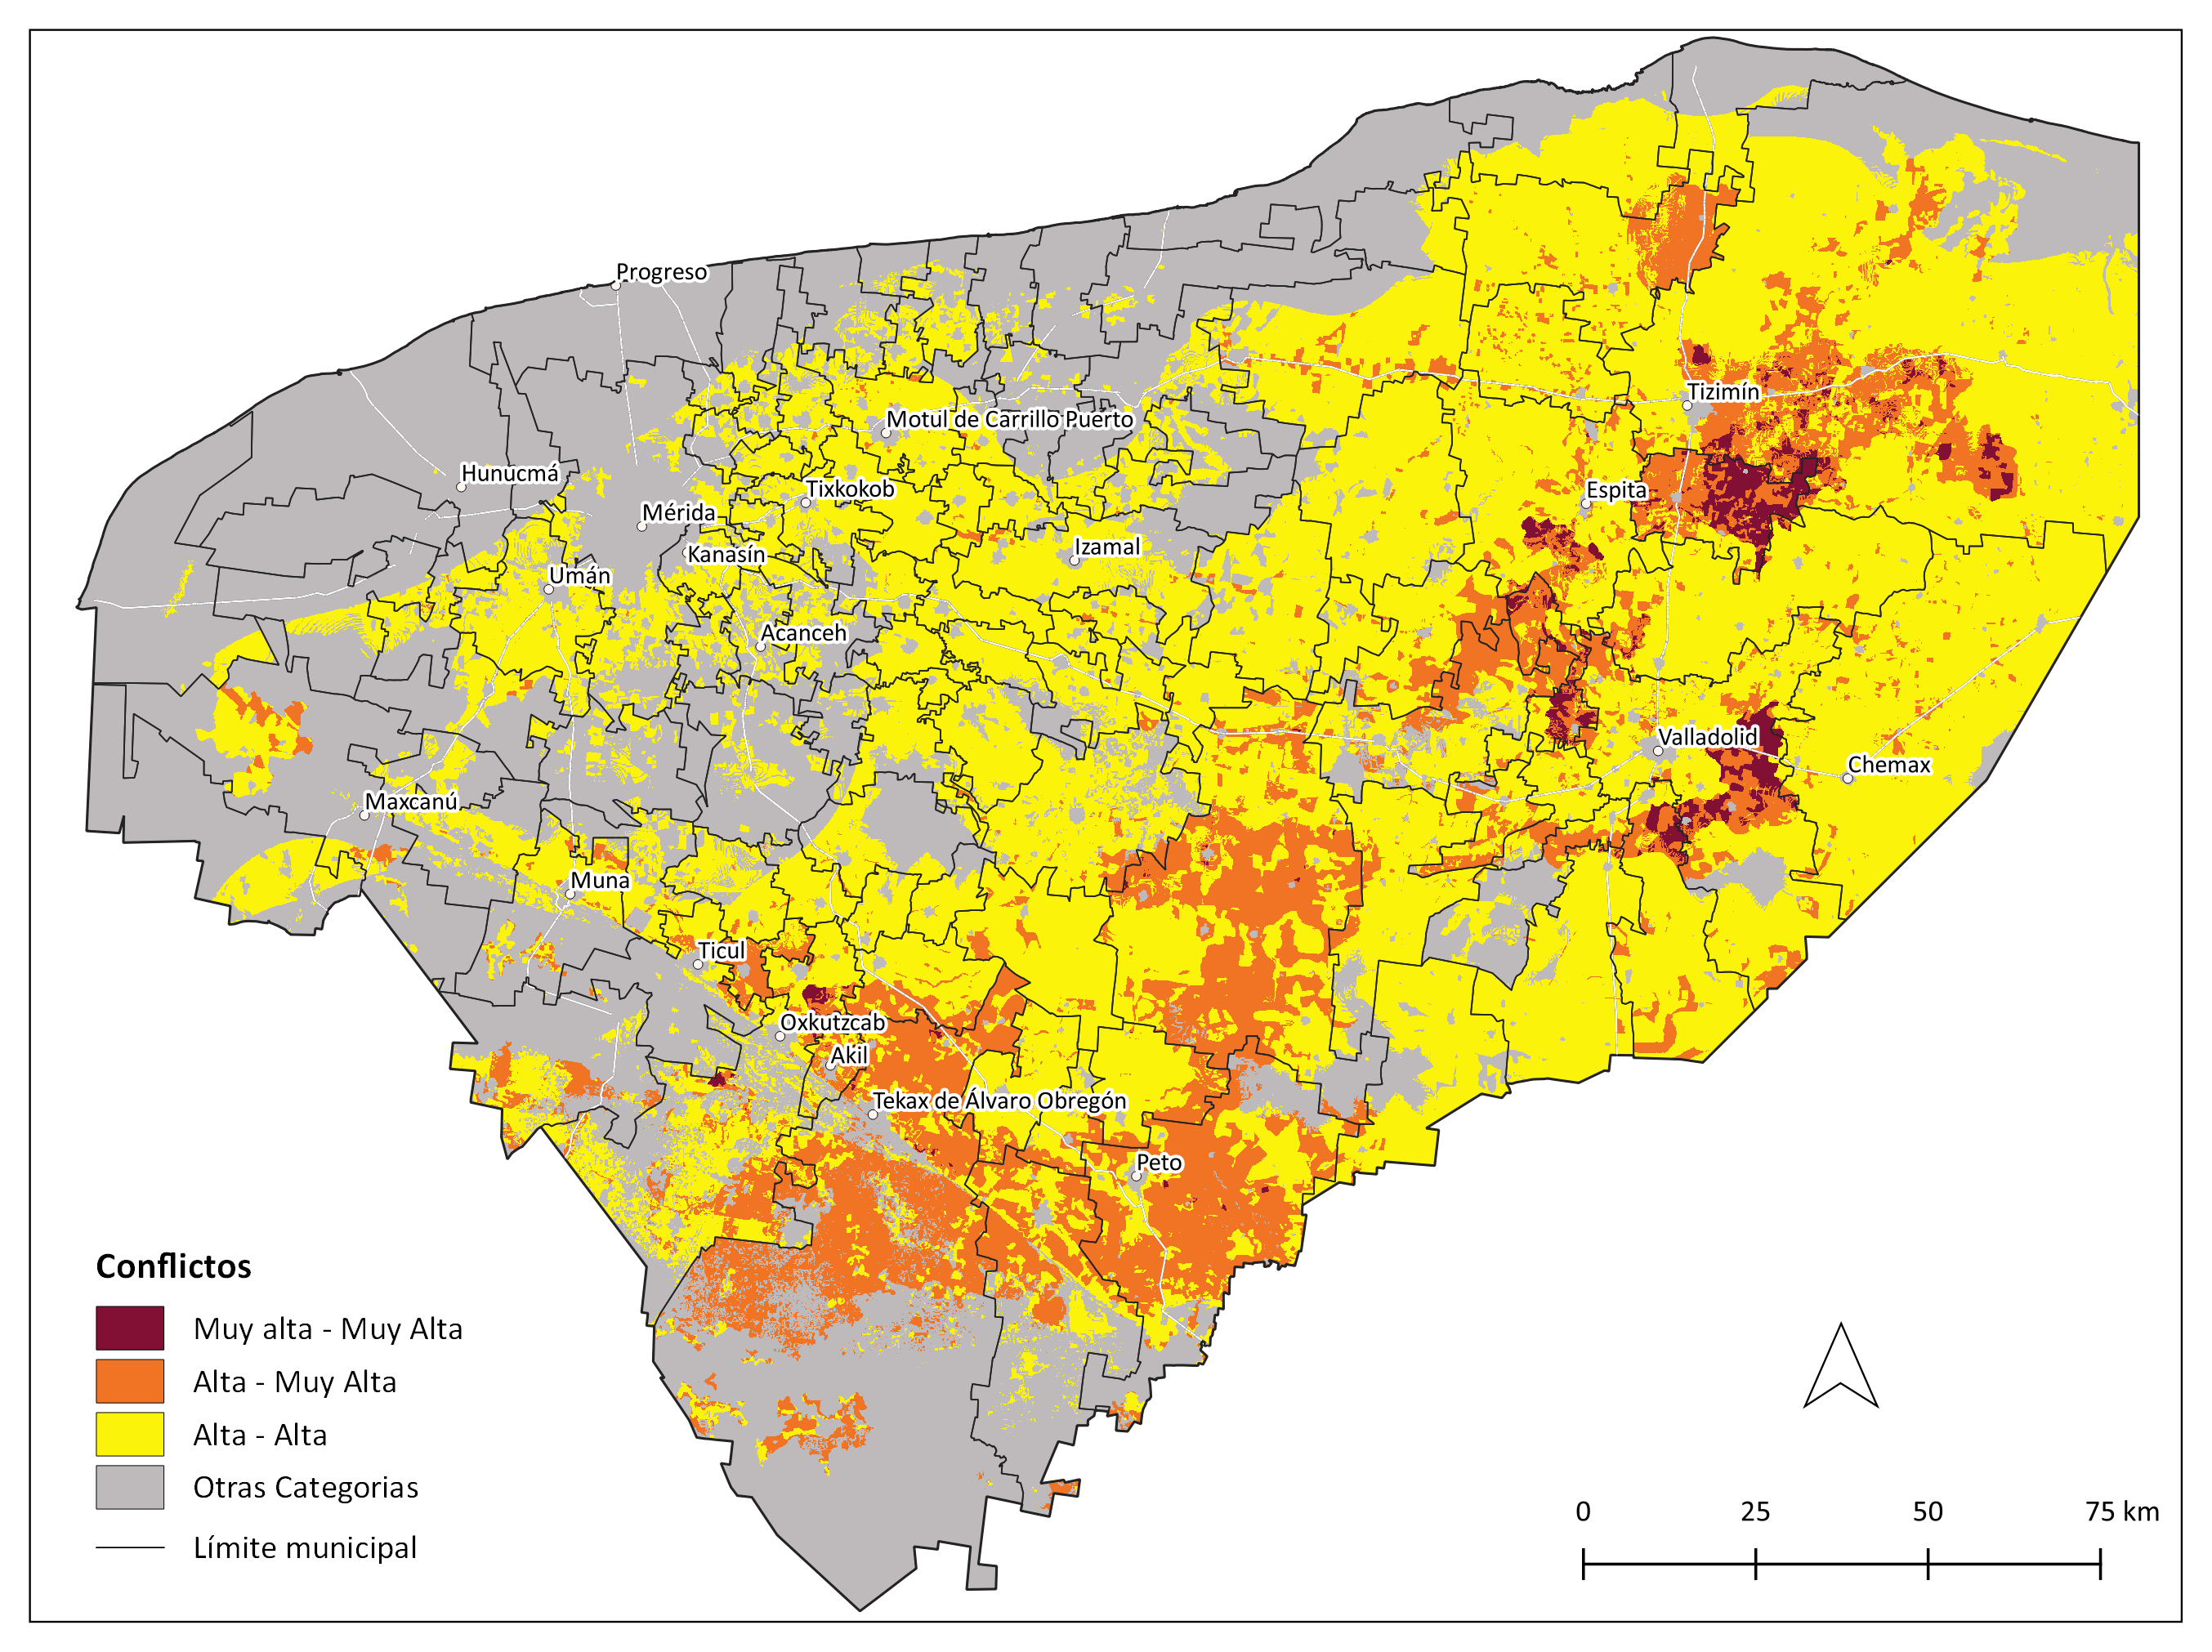 Progreso
Tizimín
Motul de Carrillo Puerto
Hunucmá
Tixkokob
Espita
Mérida
Izamal
Kanasín
Umán
Acanceh
Valladolid
Chemax
Maxcanú
Muna
Ticul
Oxkutzcab
Akil
Tekax de Álvaro Obregón
Peto
Conflictos
Muy alta - Muy Alta
Alta - Muy Alta
Alta - Alta
Otras Categorias
Límite municipal
0 25 50 75 km